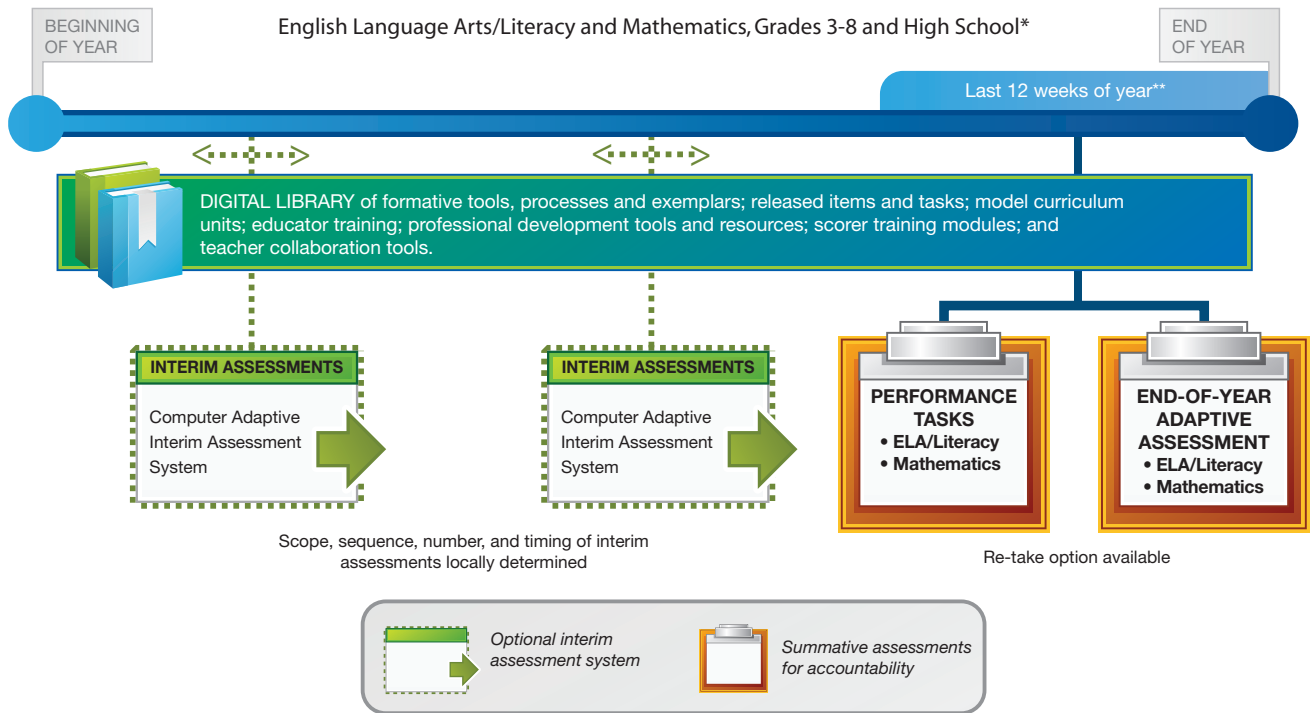 BEGINNING
OF YEAR
English Language Arts/Literacy and Mathematics, Grades 3-8 and High School*
END
OF YEAR
Last 12 weeks of year**
DIGITAL LIBRARY of formative tools, processes and exemplars; released items and tasks; model curriculum
units; educator training; professional development tools and resources; scorer training modules; and
teacher collaboration tools.
INTERIM ASSESSMENTS
Computer Adaptive
Interim Assessment
System
INTERIM ASSESSMENTS
Computer Adaptive
Interim Assessment
System
PERFORMANCE
TASKS
• ELA/Literacy
• Mathematics
END-OF-YEAR
ADAPTIVE
ASSESSMENT
• ELA/Literacy
• Mathematics
Scope, sequence, number, and timing of interim
assessments locally determined
Re-take option available
Optional interim
assessment system
Summative assessments
for accountability